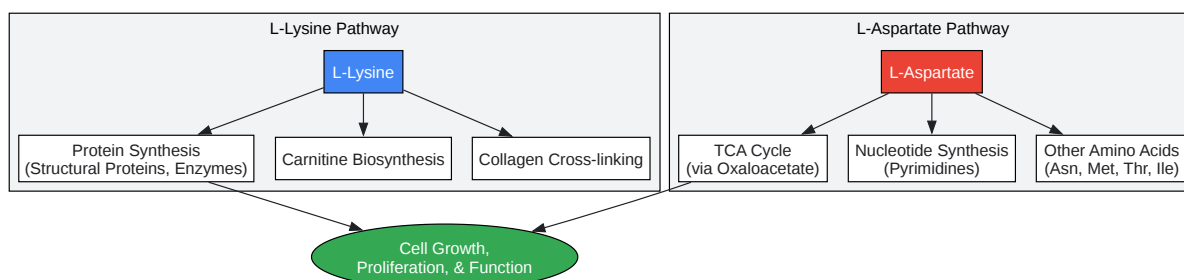 L-Lysine Pathway
L-Lysine
Protein Synthesis
(Structural Proteins, Enzymes)
Carnitine Biosynthesis
Collagen Cross-linking
L-Aspartate Pathway
L-Aspartate
TCA Cycle
(via Oxaloacetate)
Nucleotide Synthesis
(Pyrimidines)
Other Amino Acids
(Asn, Met, Thr, Ile)
Cell Growth,
Proliferation, & Function